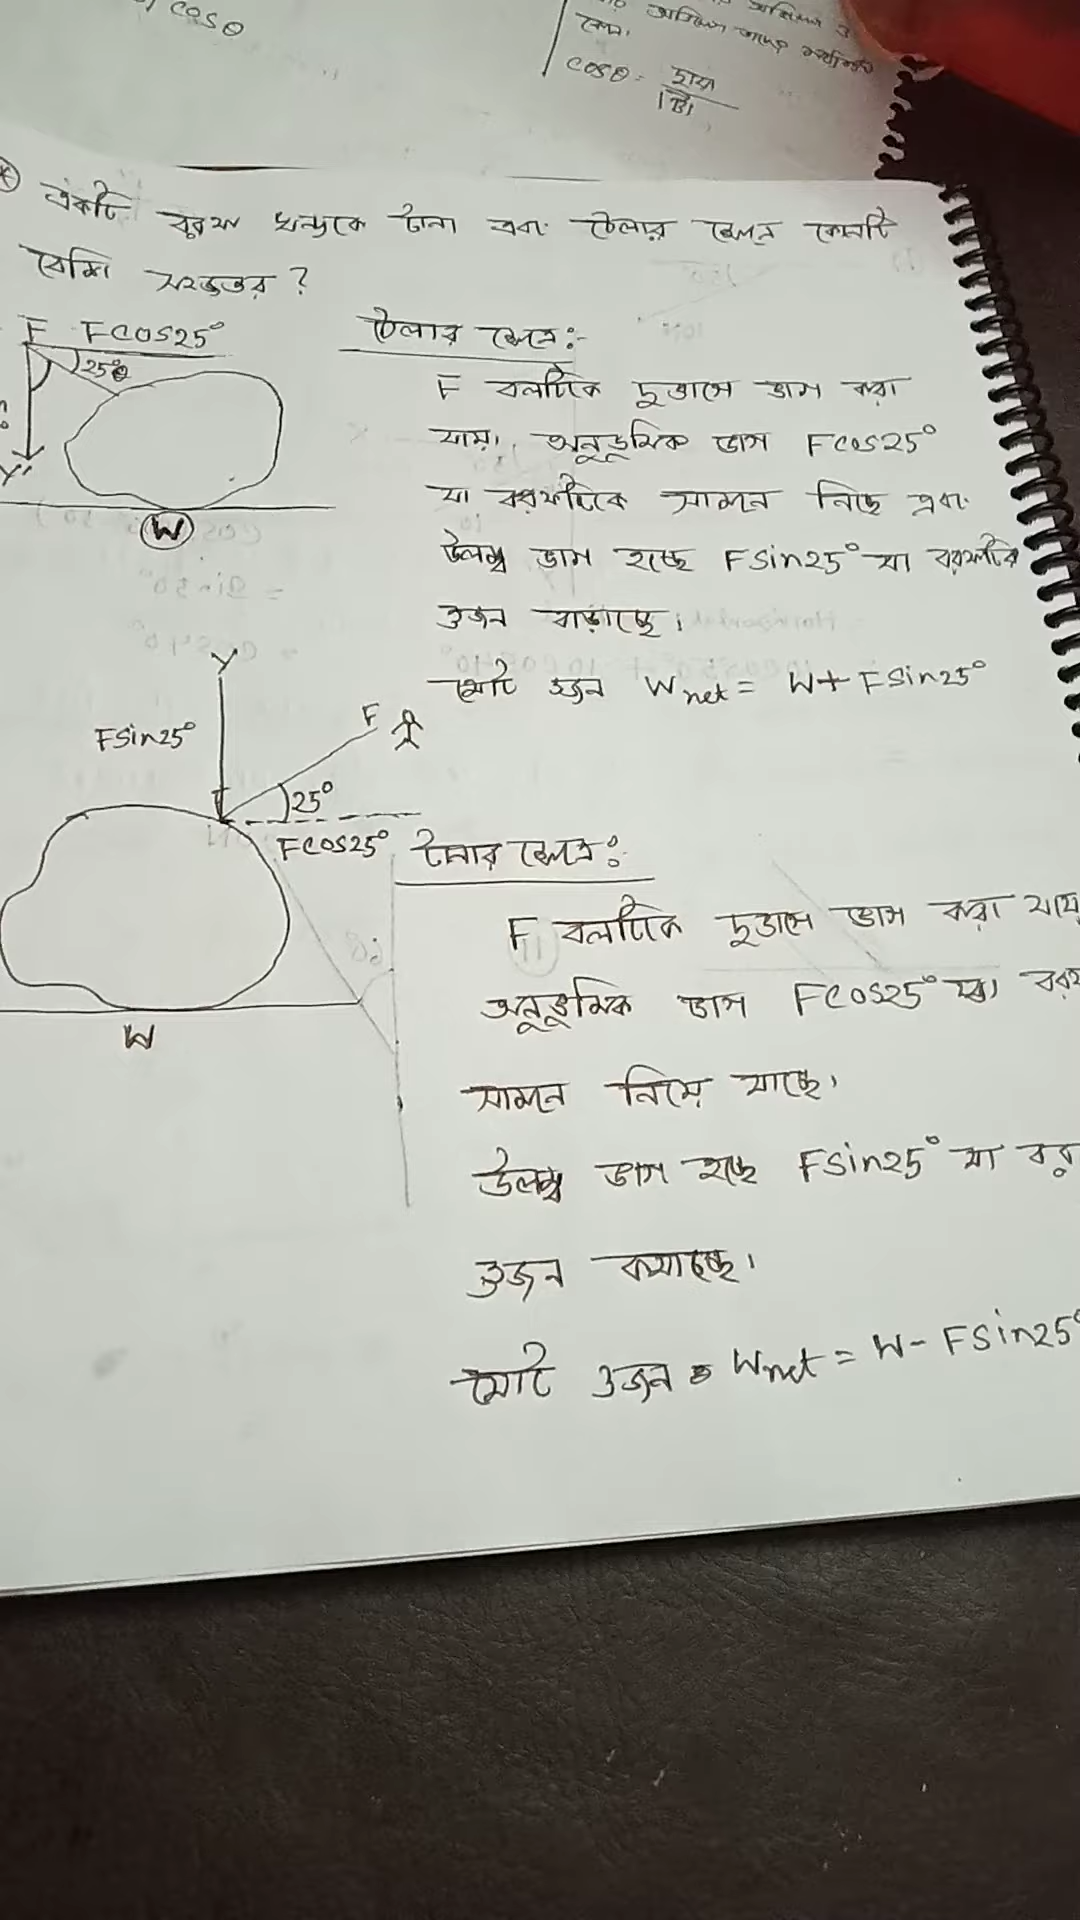 cosθ
cosθ =
একটি বরফ খন্ডকে টানা এবং ঠেলার ক্ষেত্রে কোনটি
বেশি সহজতর ?
F FCOS25°
25°
W
ঠেলার ক্ষেত্রে :-
F বলটিকে দুভাগে ভাগ করা
যায়। অনুভূমিক ভাগ FCOS25°
যা বরফটিকে সামনে নিচ্ছে এবং
উলম্ব ভাগ হচ্ছে Fsin25° যা বরফটির
ওজন বাড়াচ্ছে।
মোট ওজন Wnet = W+ FSin25°
Y
FSin25°
F
25°
FCOS25°
W
টানার ক্ষেত্রে :
F বলটিকে দুভাগে ভাগ করা যায়
অনুভূমিক ভাগ FCOS25° যা
সামনে নিয়ে যাচ্ছে।
উলম্ব ভাগ হচ্ছে FSin25° যা
ওজন কমাচ্ছে।
মোট ওজন Wnet = W- FSin25°